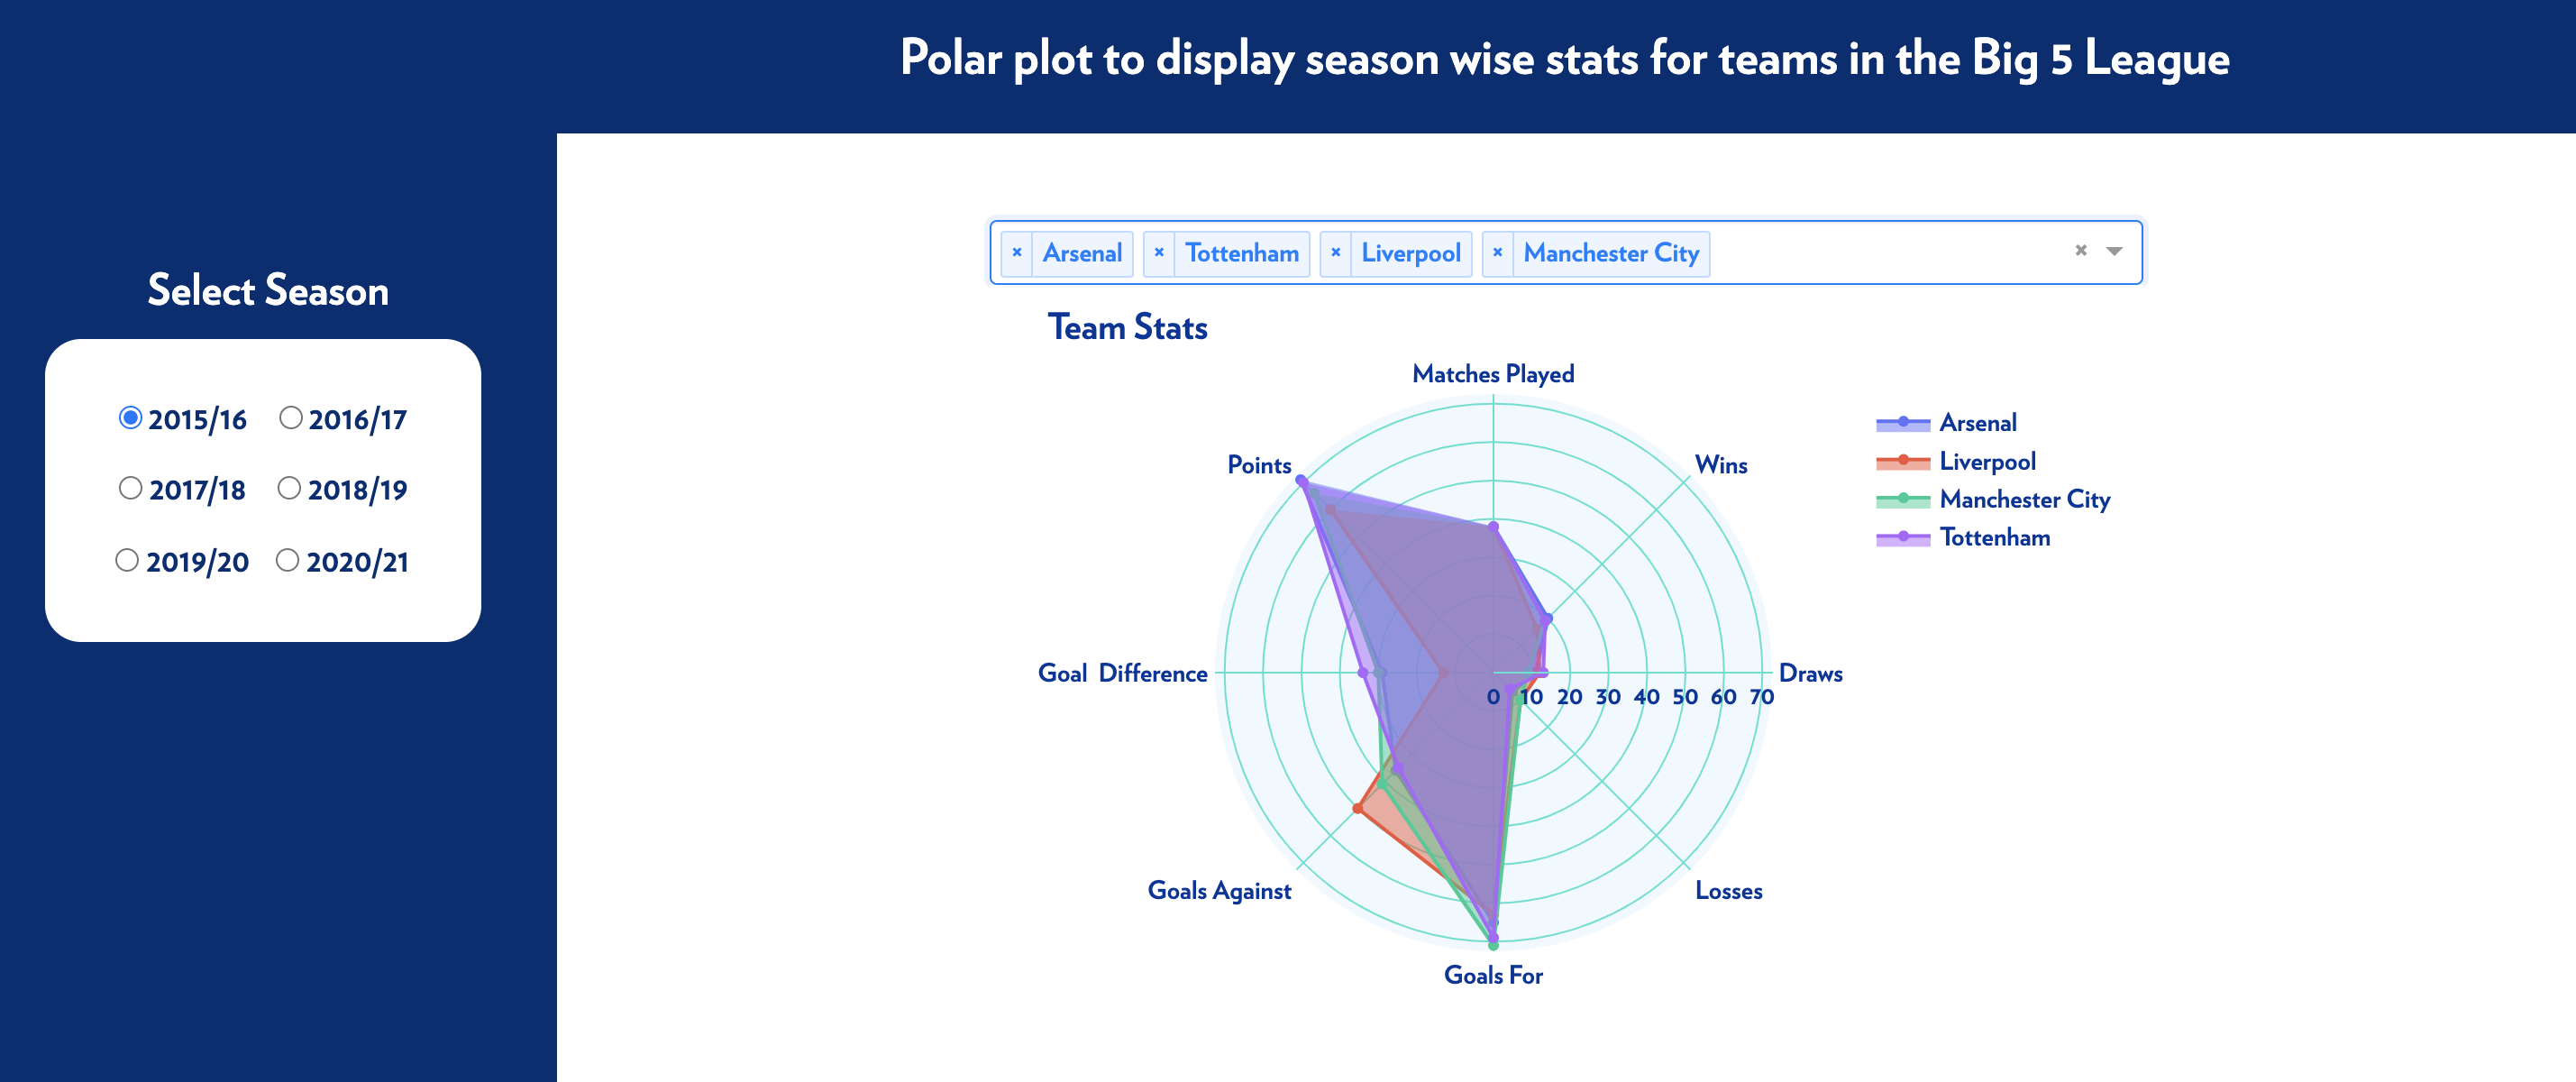 Polar plot to display season wise stats for teams in the Big 5 League
Select Season
2015/16 2016/17
2017/18 2018/19
2019/20 2020/21
× Arsenal × Tottenham × Liverpool × Manchester City ×
Team Stats
Matches Played
Points
Wins
Goal Difference
Draws
0 10 20 30 40 50 60 70
Goals Against
Losses
Goals For
Arsenal
Liverpool
Manchester City
Tottenham